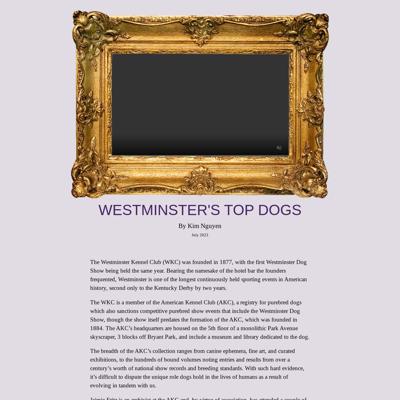 WESTMINSTER'S TOP DOGS
By Kim Nguyen
July 2023
The Westminster Kennel Club (WKC) was founded in 1877, with the first Westminster Dog
Show being held the same year. Bearing the namesake of the hotel bar the founders
frequented, Westminster is one of the longest continuously held sporting events in American
history, second only to the Kentucky Derby by two years.
The WKC is a member of the American Kennel Club (AKC), a registry for purebred dogs
which also sanctions competitive purebred show events that include the Westminster Dog
Show, though the show itself predates the formation of the AKC, which was founded in
1884. The AKC's headquarters are housed on the 5th floor of a monolithic Park Avenue
skyscraper, 3 blocks off Bryant Park, and include a museum and library dedicated to the dog.
The breadth of the AKC's collection ranges from canine ephemera, fine art, and curated
exhibitions, to the hundreds of bound volumes noting entries and results from over a
century's worth of national show records and breeding standards. With such hard evidence,
it's difficult to dispute the unique role dogs hold in the lives of humans as a result of
evolving in tandem with us.